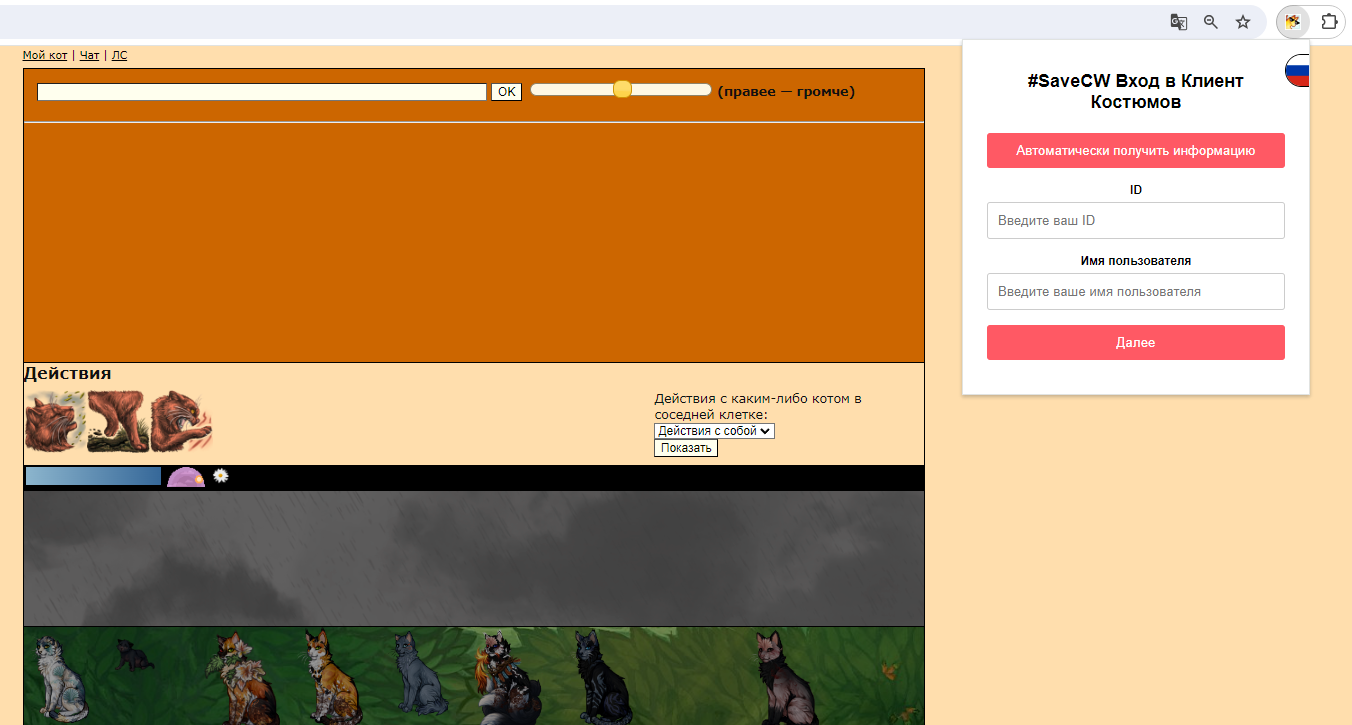 Мой кот | Чат | ЛС
OK
(правее — громче)
#SaveCW Вход в Клиент
Костюмов
Автоматически получить информацию
ID
Введите ваш ID
Имя пользователя
Введите ваше имя пользователя
Далее
Действия
Действия с каким-либо котом в
соседней клетке:
Действия с собой
Показать